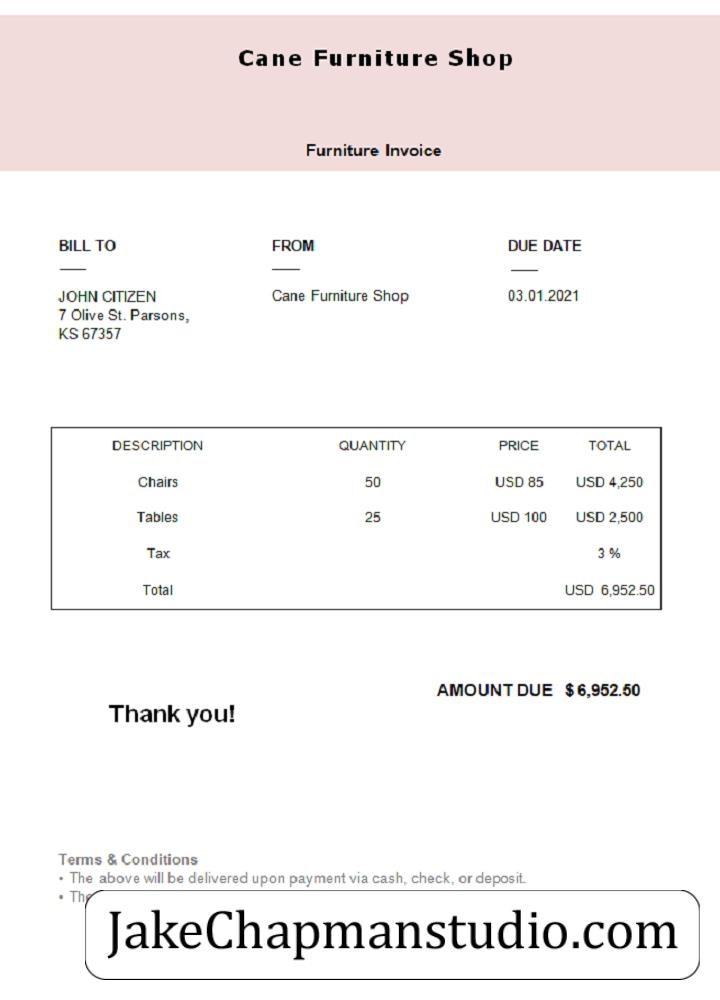 Cane Furniture Shop
Furniture Invoice
BILL TO FROM DUE DATE
JOHN CITIZEN Cane Furniture Shop 03.01.2021
7 Olive St. Parsons,
KS 67357
DESCRIPTION QUANTITY PRICE TOTAL
Chairs 50 USD 85 USD 4,250
Tables 25 USD 100 USD 2,500
Tax 3 %
Total USD 6,952.50
AMOUNT DUE $ 6,952.50
Thank you!
Terms & Conditions
• The above will be delivered upon payment via cash, check, or deposit.
JakeChapmanstudio.com